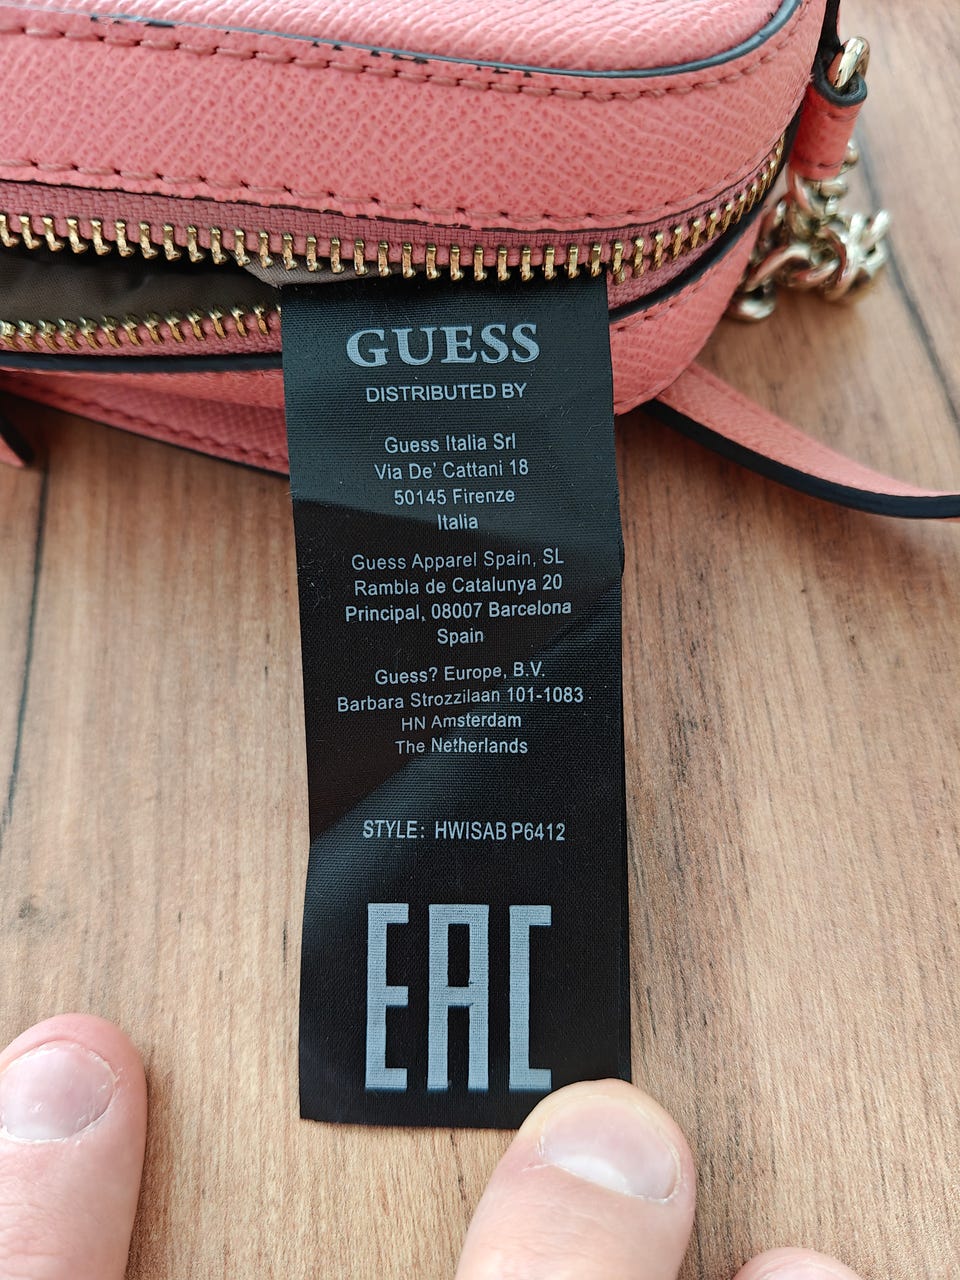 GUESS
DISTRIBUTED BY
Guess Italia Srl
Via De' Cattani 18
50145 Firenze
Italia
Guess Apparel Spain, SL
Rambla de Catalunya 20
Principal, 08007 Barcelona
Spain
Guess? Europe, B.V.
Barbara Strozzilaan 101-1083
HN Amsterdam
The Netherlands
STYLE: HWISAB P6412
EAC